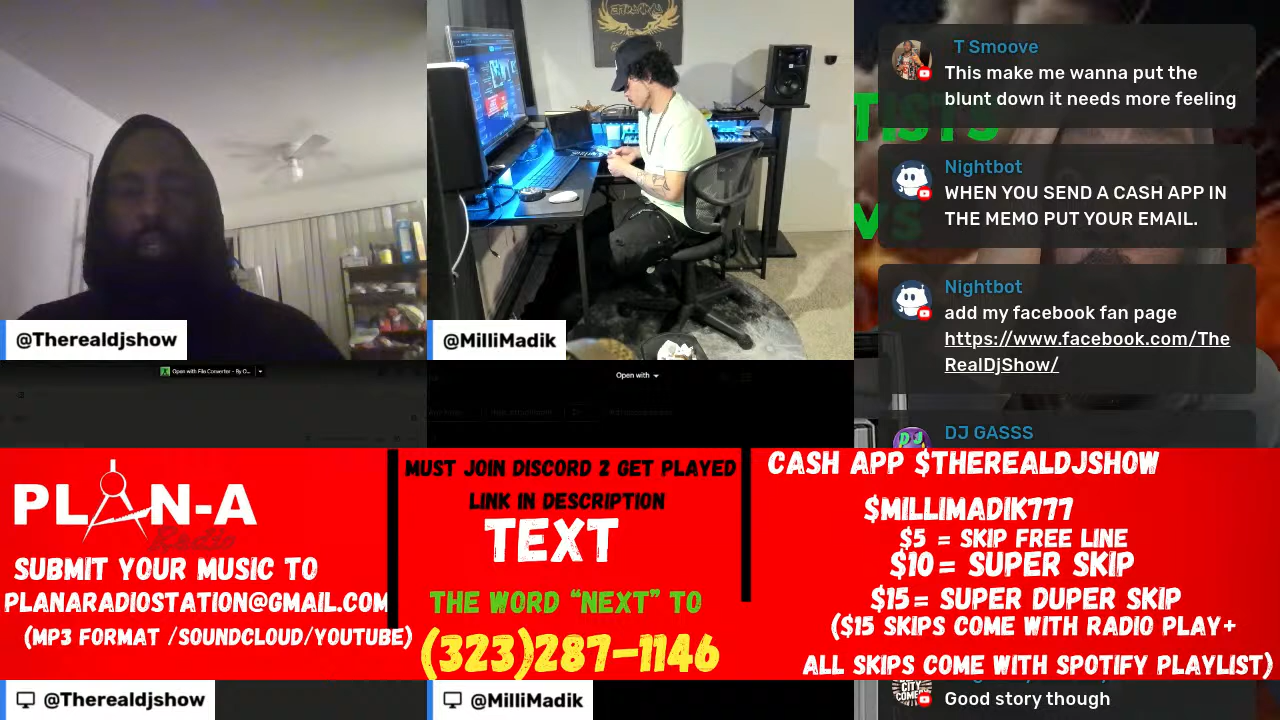 @Therealdjshow
@MilliMadik
T Smoove
This make me wanna put the
blunt down it needs more feeling
Nightbot
WHEN YOU SEND A CASH APP IN
THE MEMO PUT YOUR EMAIL.
Nightbot
add my facebook fan page
https://www.facebook.com/The
RealDjShow/
DJ GASSS
Open with
PLAN-A
Radio
SUBMIT YOUR MUSIC TO
PLANARADIOSTATION@GMAIL.COM
(MP3 FORMAT /SOUNDCLOUD/YOUTUBE)
MUST JOIN DISCORD 2 GET PLAYED
LINK IN DESCRIPTION
TEXT
THE WORD “NEXT” TO
(323)287-1146
CASH APP $THEREALDJSHOW
$MILLIMADIK777
$5 = SKIP FREE LINE
$10 = SUPER SKIP
$15 = SUPER DUPER SKIP
($15 SKIPS COME WITH RADIO PLAY+
ALL SKIPS COME WITH SPOTIFY PLAYLIST)
@Therealdjshow
@MilliMadik
Good story though